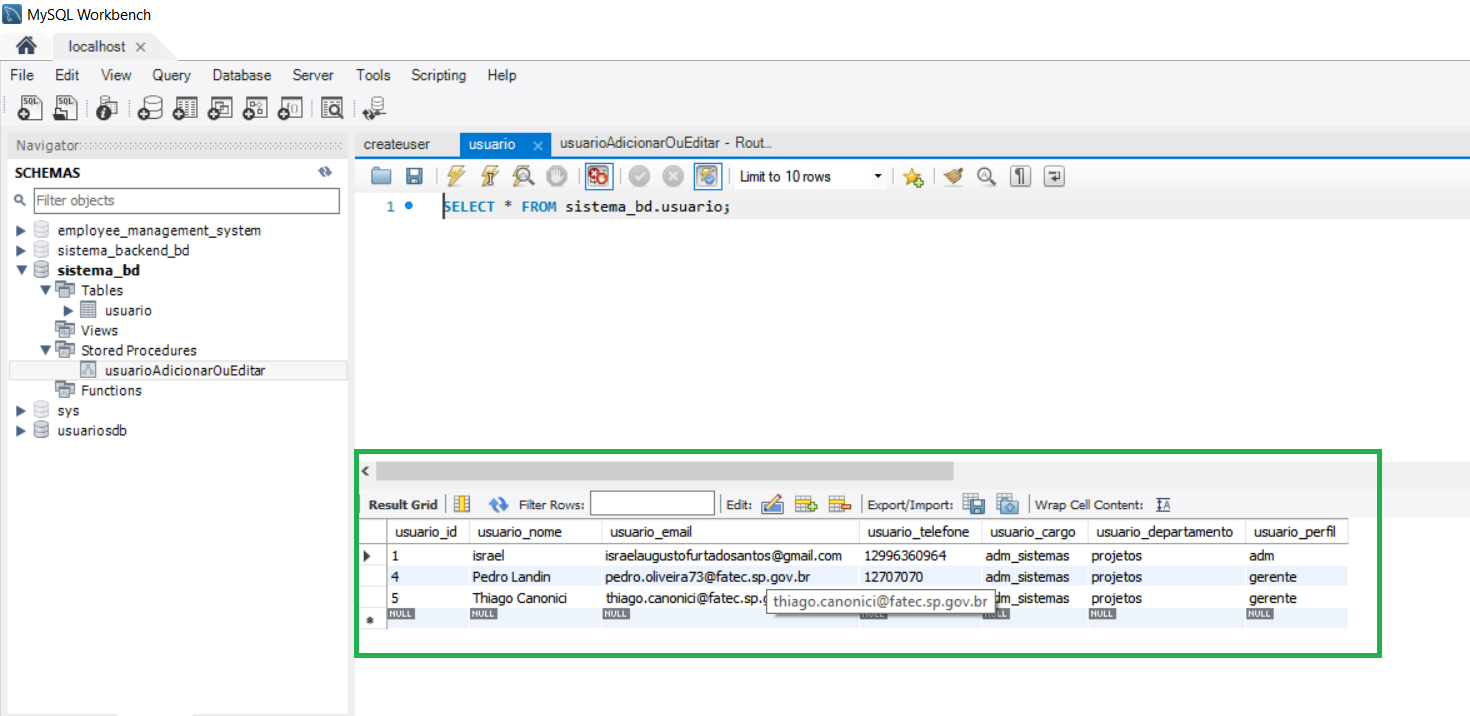 MySQL Workbench
localhost
File Edit View Query Database Server Tools Scripting Help
Navigator
SCHEMAS
Filter objects
employee_management_system
sistema_backend_bd
sistema_bd
Tables
usuario
Views
Stored Procedures
usuarioAdicionarOuEditar
Functions
sys
usuariosdb
createuser usuario usuarioAdicionarOuEditar - Rout...
Limit to 10 rows
1 SELECT * FROM sistema_bd.usuario;
Result Grid Filter Rows: Edit: Export/Import: Wrap Cell Content: IA
usuario_id usuario_nome usuario_email usuario_telefone usuario_cargo usuario_departamento usuario_perfil
1 israel israelaugustofurtadosantos@gmail.com 12996360964 adm_sistemas projetos adm
4 Pedro Landin pedro.oliveira73@fatec.sp.gov.br 12707070 adm_sistemas projetos gerente
5 Thiago Canonici thiago.canonici@fatec.sp.g dm_sistemas projetos gerente
thiago.canonici@fatec.sp.gov.br
NULL NULL NULL NULL NULL NULL NULL